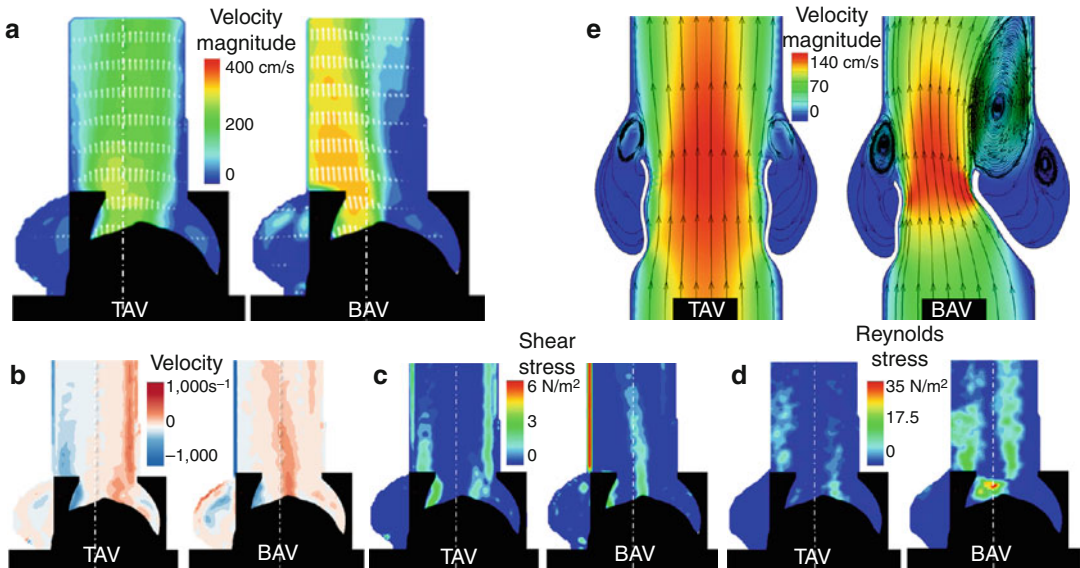 a
Velocity
magnitude
400 cm/s
200
0
TAV
BAV
e
Velocity
magnitude
140 cm/s
70
0
TAV
BAV
b
Velocity
1,000s⁻¹
0
−1,000
TAV
BAV
c
Shear
stress
6 N/m²
3
0
TAV
BAV
d
Reynolds
stress
35 N/m²
17.5
0
TAV
BAV